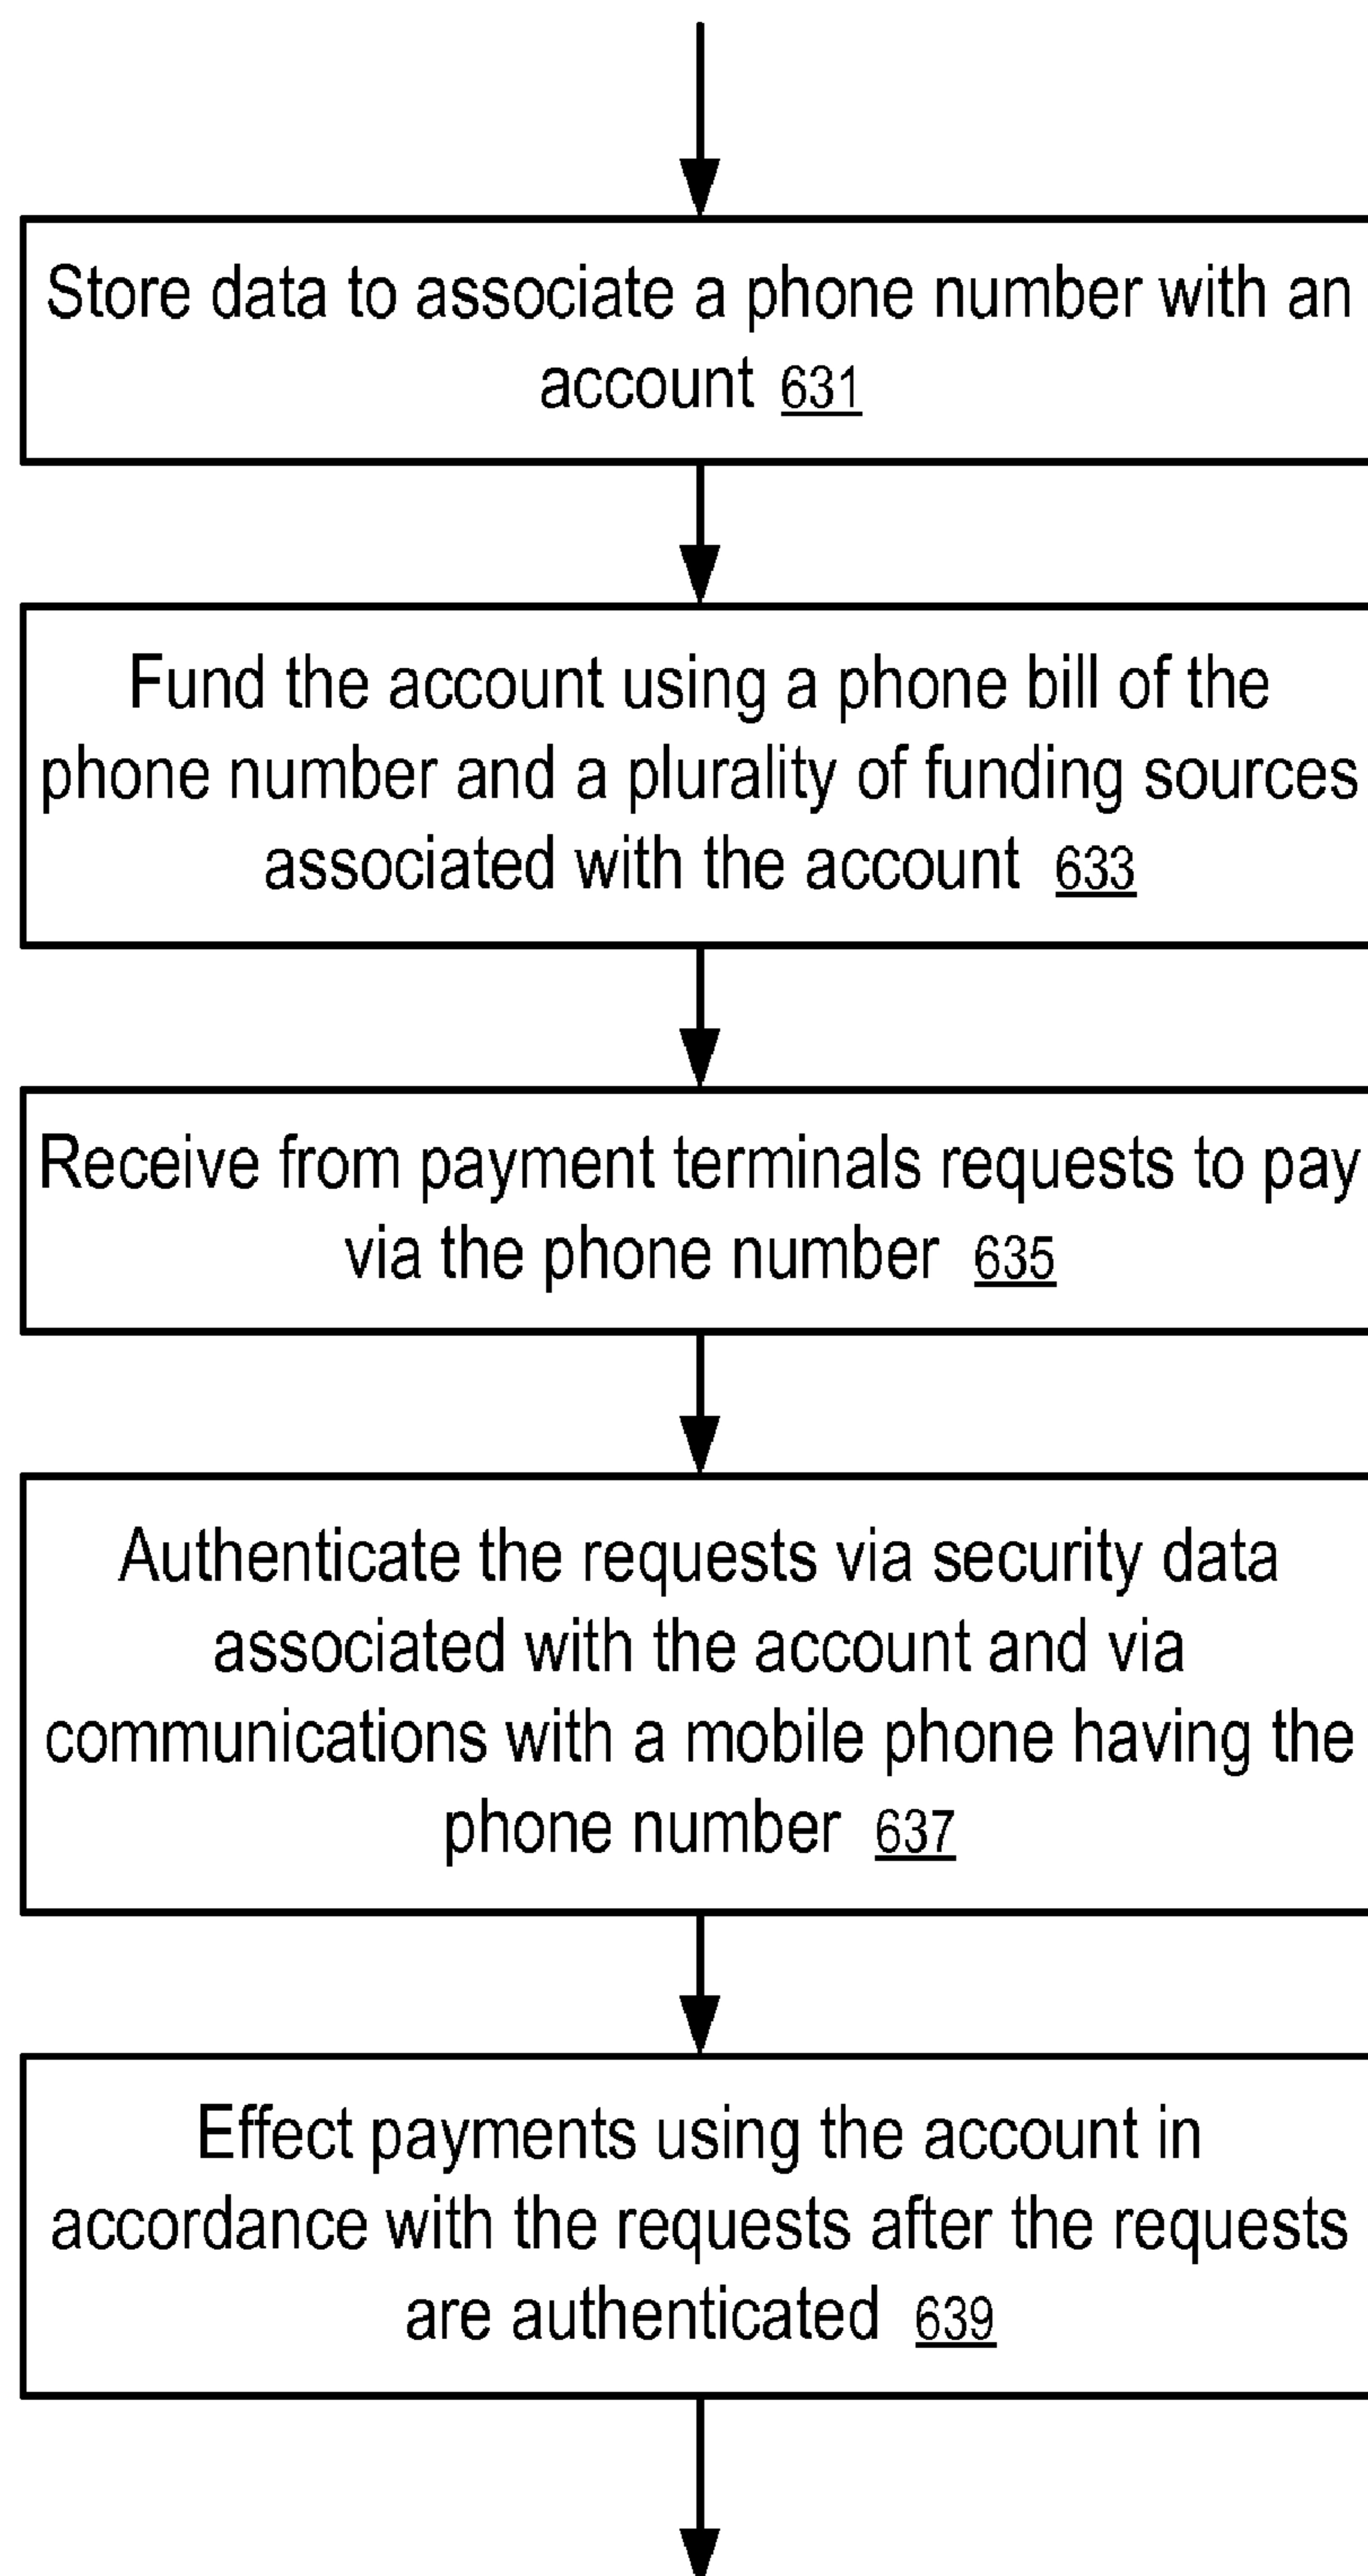 Store data to associate a phone number with an
account 631
Fund the account using a phone bill of the
phone number and a plurality of funding sources
associated with the account 633
Receive from payment terminals requests to pay
via the phone number 635
Authenticate the requests via security data
associated with the account and via
communications with a mobile phone having the
phone number 637
Effect payments using the account in
accordance with the requests after the requests
are authenticated 639